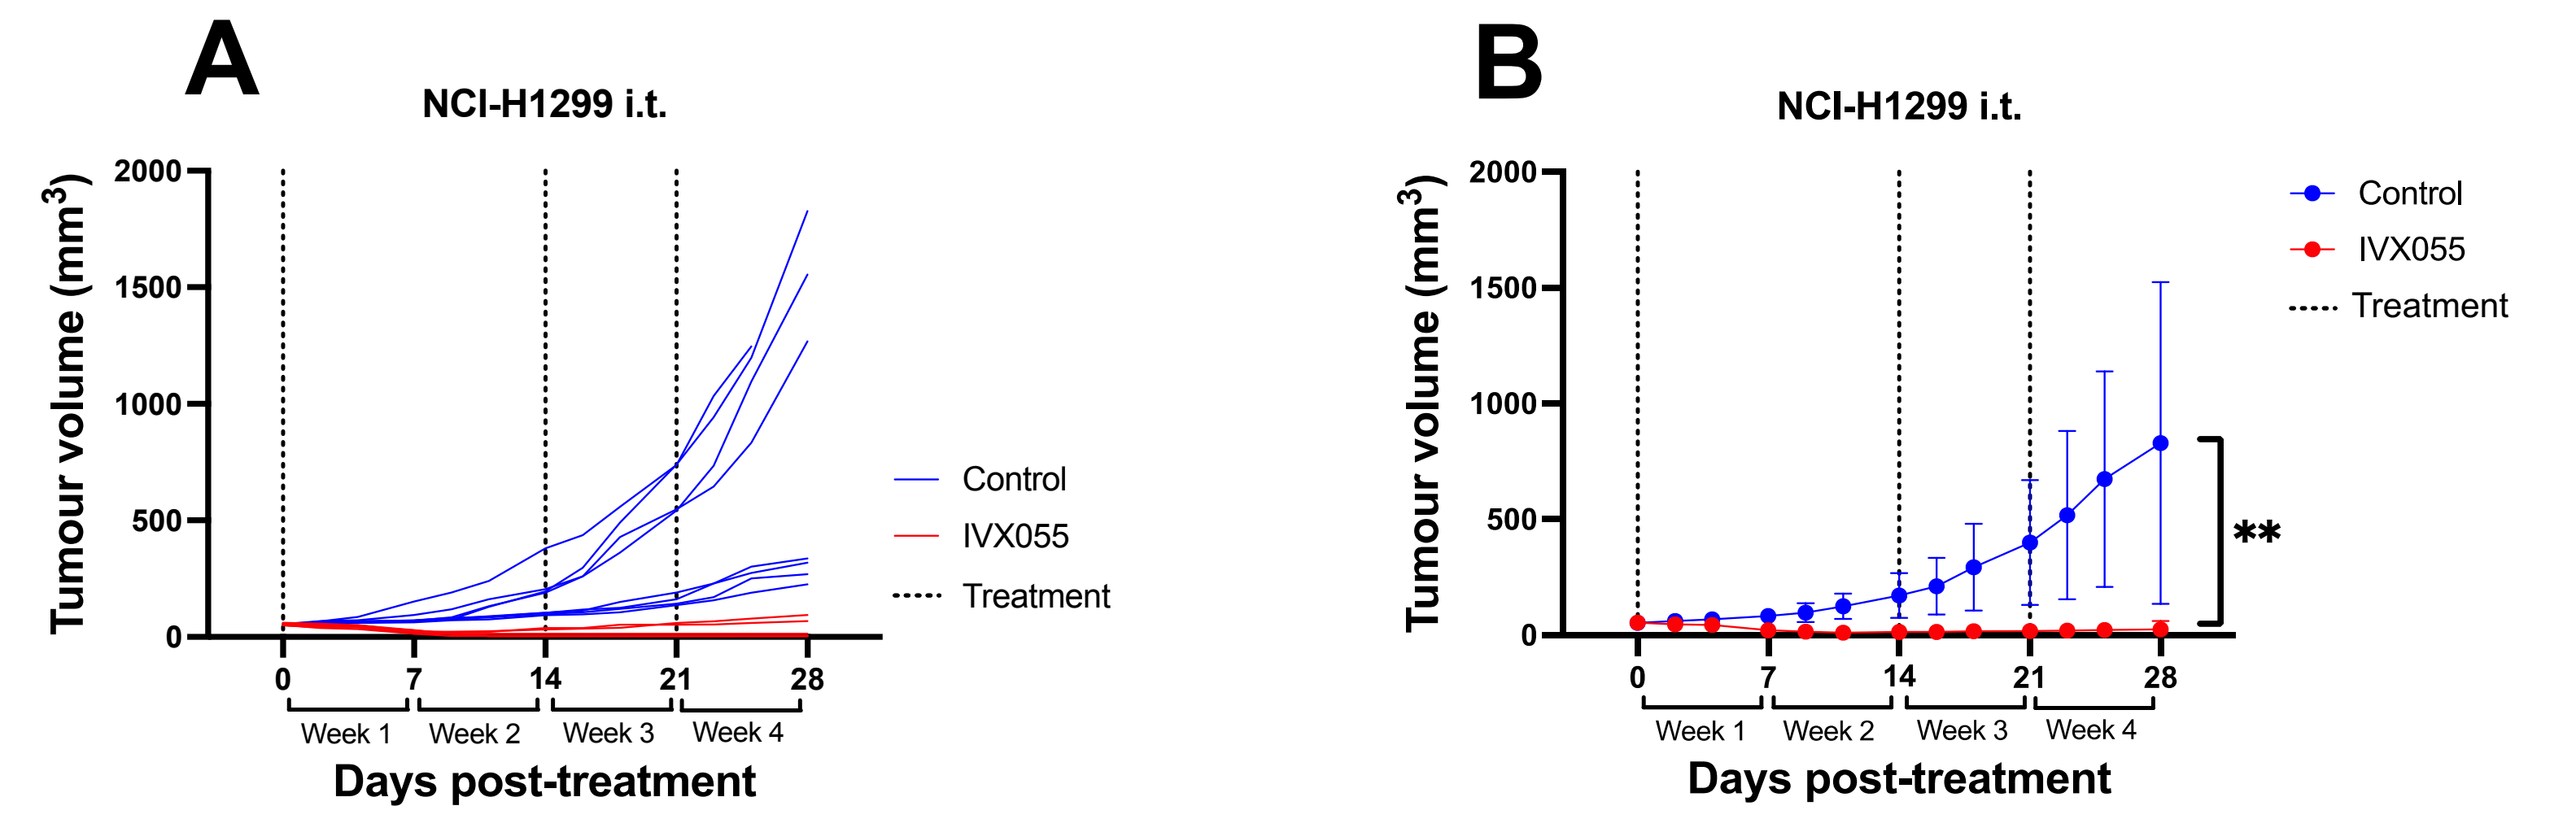 A
NCI-H1299 i.t.
Tumour volume (mm³)
2000
1500
1000
500
0
0 7 14 21 28
Week 1 Week 2 Week 3 Week 4
Days post-treatment
Control
IVX055
Treatment
B
NCI-H1299 i.t.
Tumour volume (mm³)
2000
1500
1000
500
0
0 7 14 21 28
Week 1 Week 2 Week 3 Week 4
Days post-treatment
Control
IVX055
Treatment
**